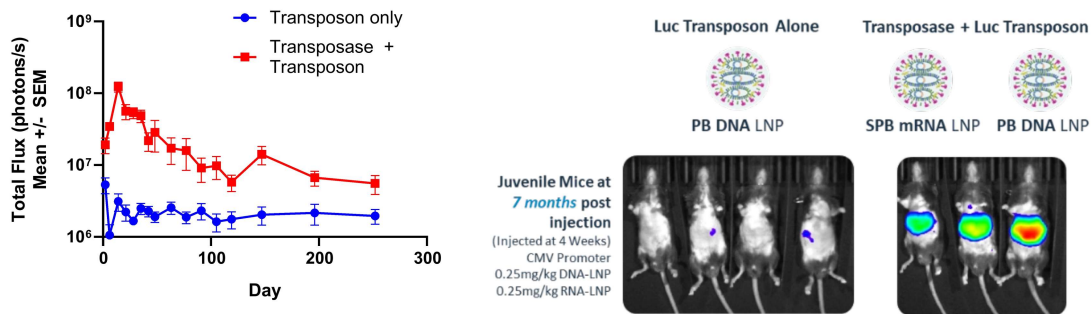 Total Flux (photons/s)
Mean +/- SEM
10⁹
10⁸
10⁷
10⁶
0
100
200
300
Day
Transposon only
Transposase +
Transposon
Luc Transposon Alone
PB DNA LNP
Transposase + Luc Transposon
SPB mRNA LNP
PB DNA LNP
Juvenile Mice at
7 months post
injection
(Injected at 4 Weeks)
CMV Promoter
0.25mg/kg DNA-LNP
0.25mg/kg RNA-LNP